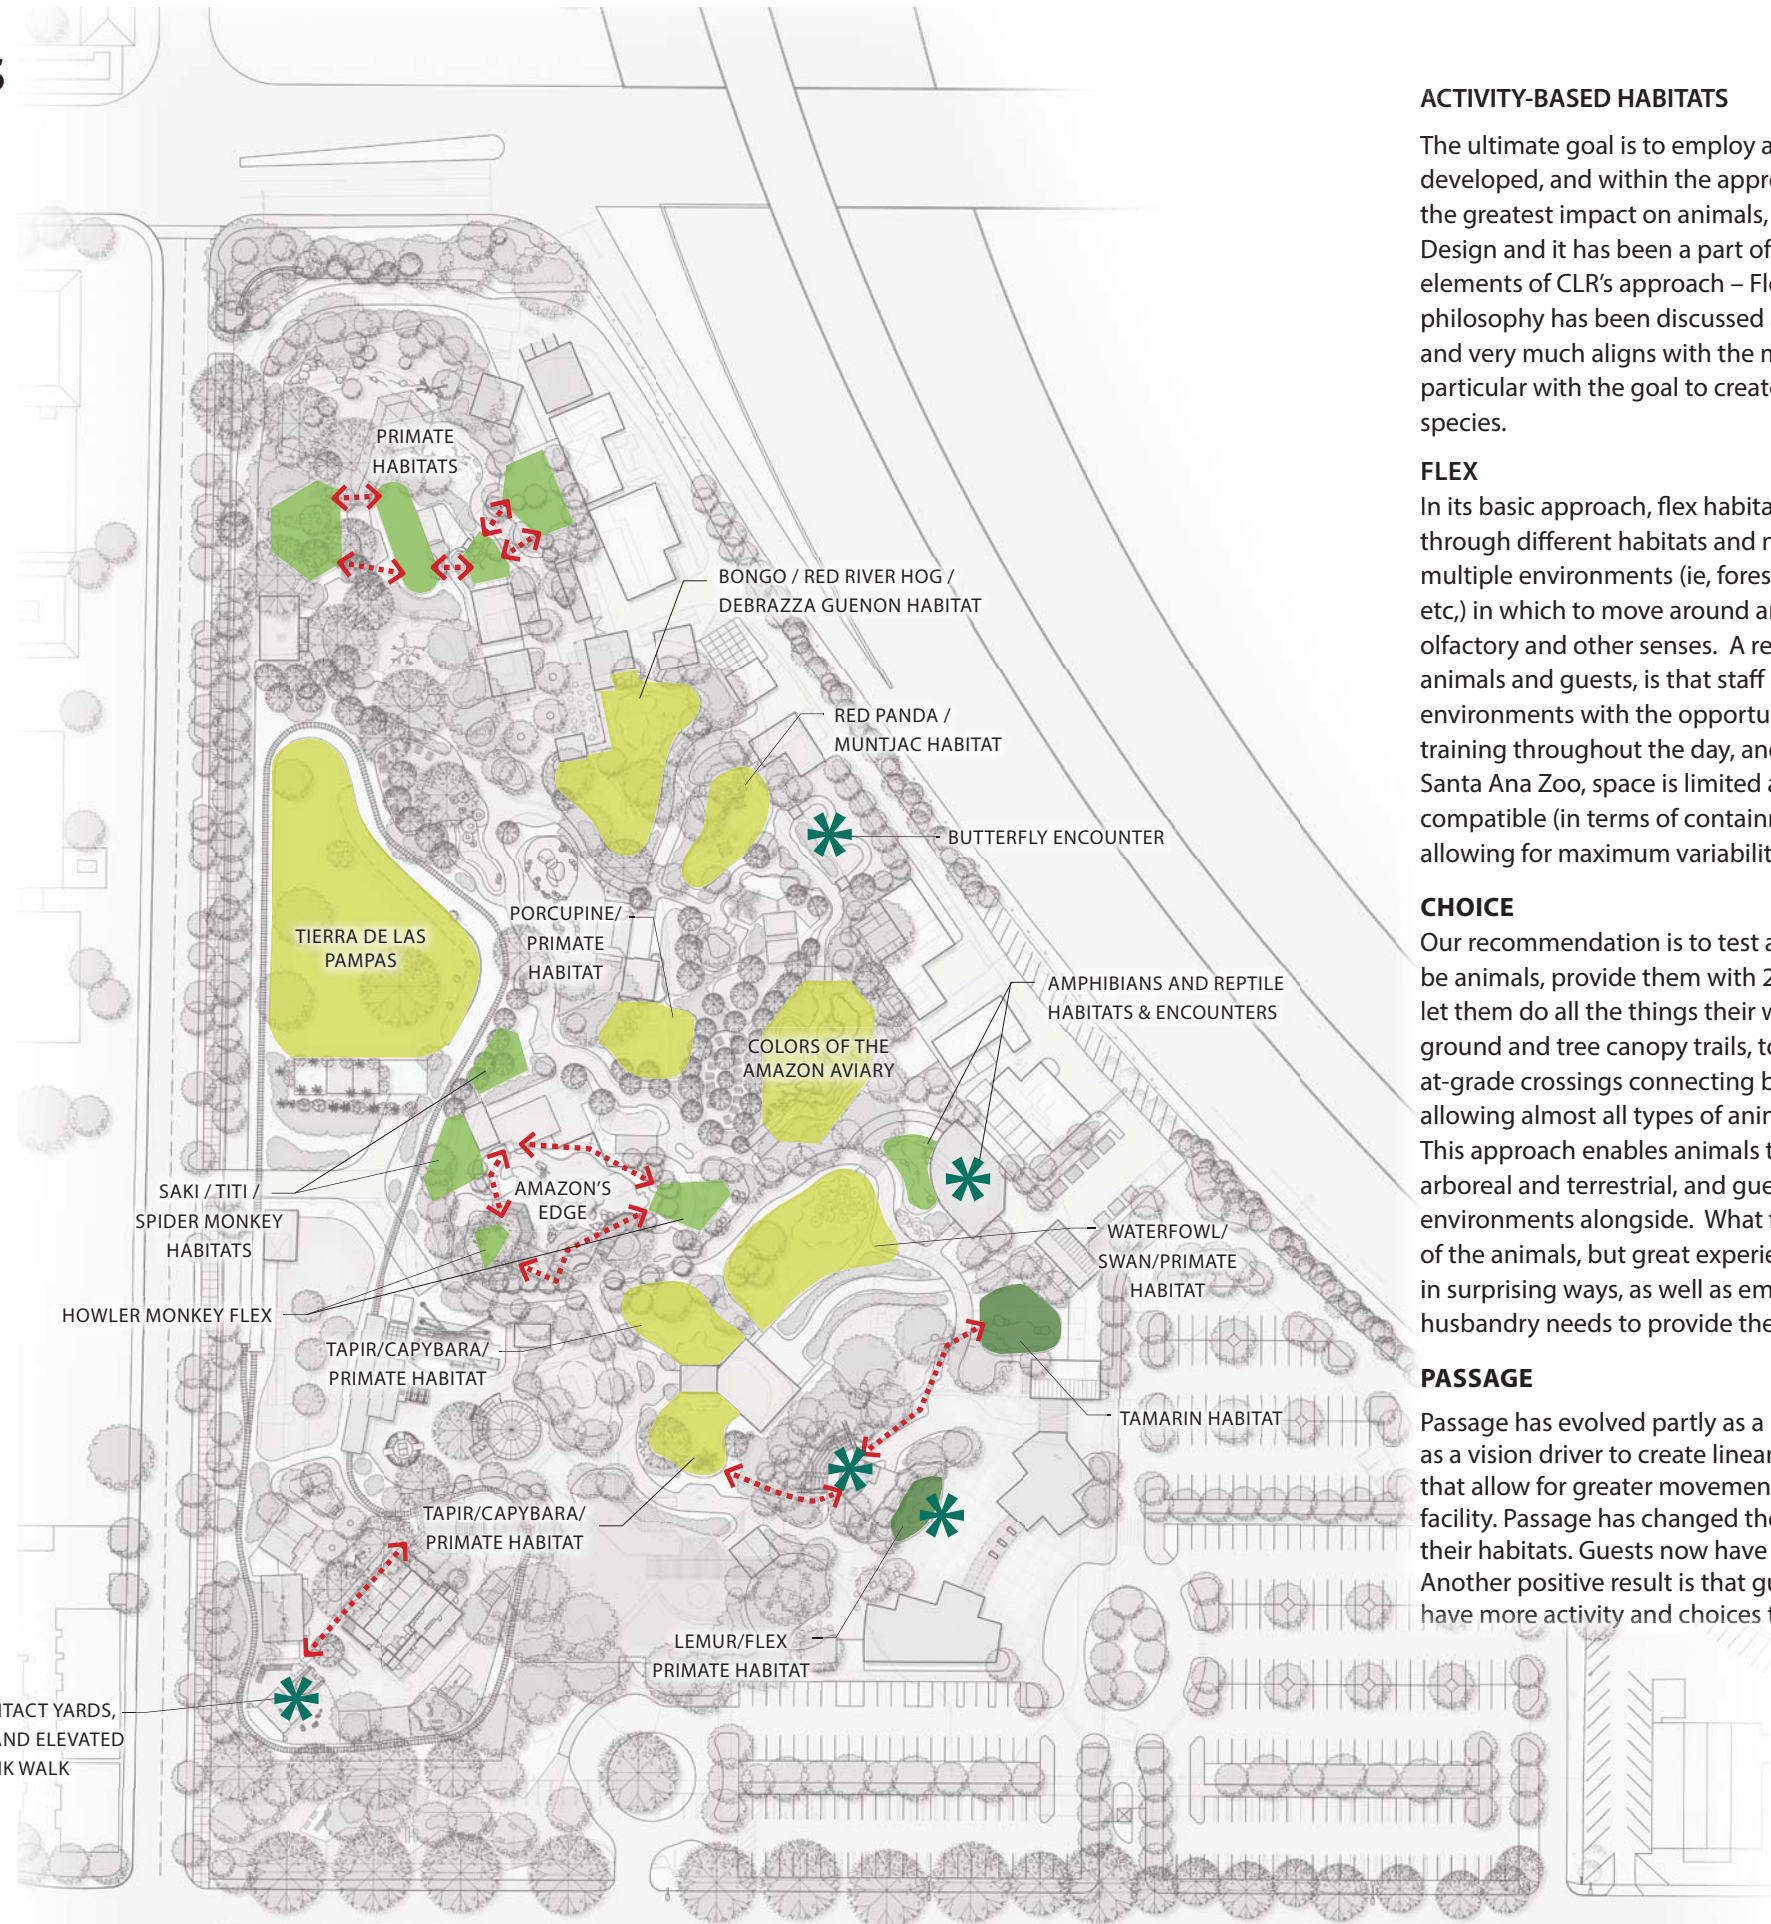 S
PRIMATE
HABITATS
BONGO / RED RIVER HOG /
DEBRAZZA GUENON HABITAT
RED PANDA /
MUNTJAC HABITAT
BUTTERFLY ENCOUNTER
PORCUPINE/
PRIMATE
HABITAT
TIERRA DE LAS
PAMPAS
AMPHIBIANS AND REPTILE
HABITATS & ENCOUNTERS
COLORS OF THE
AMAZON AVIARY
SAKI / TITI /
SPIDER MONKEY
HABITATS
AMAZON'S
EDGE
WATERFOWL/
SWAN/PRIMATE
HABITAT
HOWLER MONKEY FLEX
TAPIR/CAPYBARA/
PRIMATE HABITAT
TAMARIN HABITAT
TAPIR/CAPYBARA/
PRIMATE HABITAT
LEMUR/FLEX
PRIMATE HABITAT
NTACT YARDS,
AND ELEVATED
NK WALK
ACTIVITY-BASED HABITATS
The ultimate goal is to employ a
developed, and within the appr
the greatest impact on animals,
Design and it has been a part of
elements of CLR's approach – Fl
philosophy has been discussed
and very much aligns with the m
particular with the goal to creat
species.
FLEX
In its basic approach, flex habita
through different habitats and m
multiple environments (ie, fores
etc,) in which to move around a
olfactory and other senses. A re
animals and guests, is that staff
environments with the opportu
training throughout the day, and
Santa Ana Zoo, space is limited a
compatible (in terms of contain
allowing for maximum variabilit
CHOICE
Our recommendation is to test a
be animals, provide them with 2
let them do all the things their w
ground and tree canopy trails, to
at-grade crossings connecting b
allowing almost all types of anim
This approach enables animals t
arboreal and terrestrial, and gue
environments alongside. What f
of the animals, but great experie
in surprising ways, as well as em
husbandry needs to provide the
PASSAGE
Passage has evolved partly as a
as a vision driver to create linear
that allow for greater movemen
facility. Passage has changed the
their habitats. Guests now have
Another positive result is that gu
have more activity and choices t